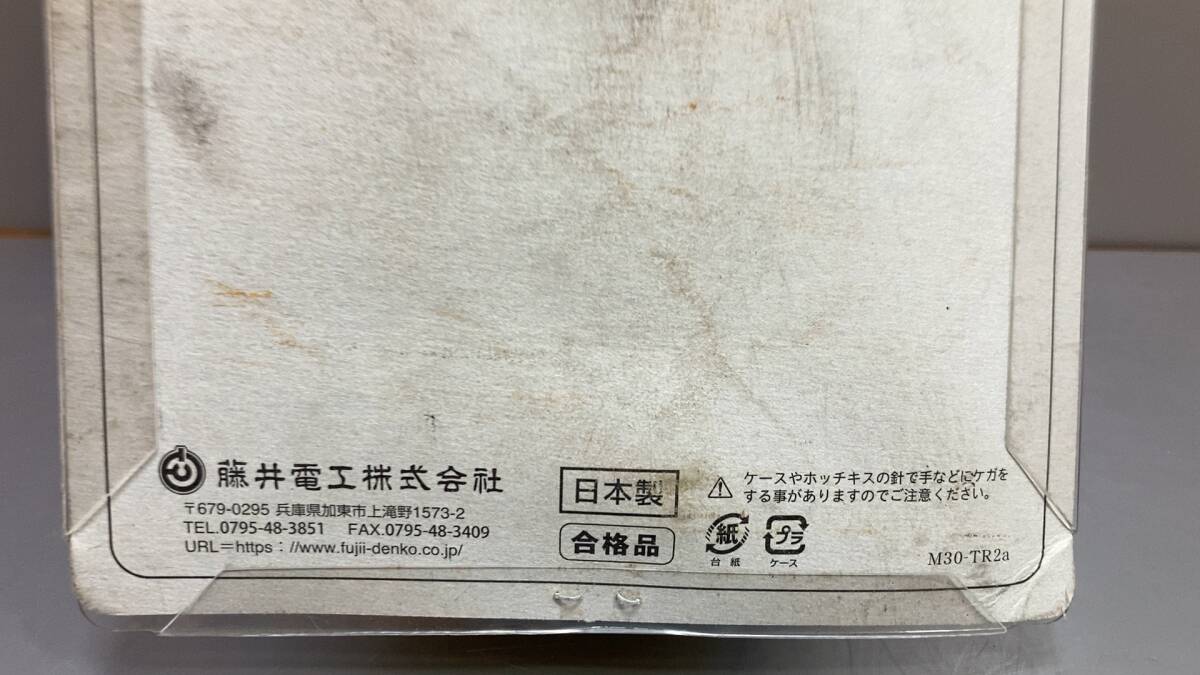 藤井電工株式会社
〒679-0295 兵庫県加東市上滝野1573-2
TEL.0795-48-3851 FAX.0795-48-3409
URL=https：//www.fujii-denko.co.jp/
日本製
合格品
ケースやホッチキスの針で手などにケガを
する事がありますのでご注意ください。
紙
台紙
プラ
ケース
M30-TR2a